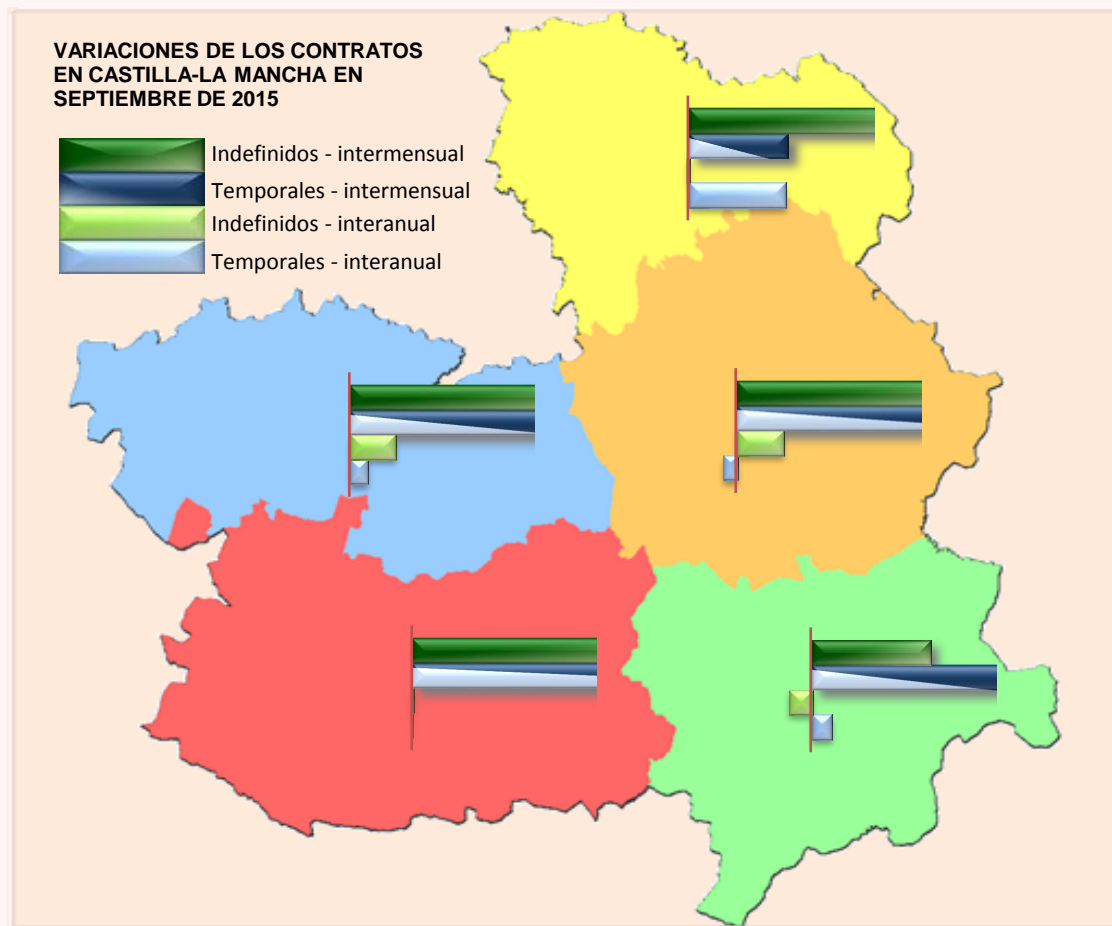 VARIACIONES DE LOS CONTRATOS
EN CASTILLA-LA MANCHA EN
SEPTIEMBRE DE 2015
Indefinidos - intermensual
Temporales - intermensual
Indefinidos - interanual
Temporales - interanual